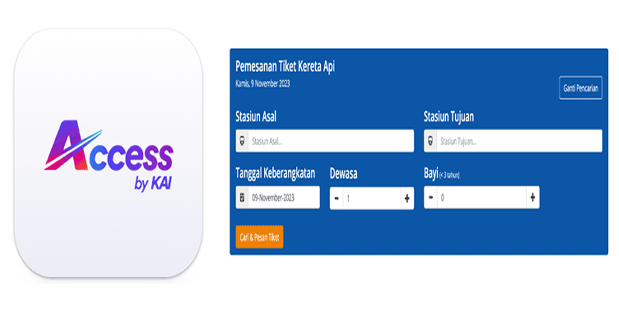 Access
by KAI
Pemesanan Tiket Kereta Api
Kamis, 9 November 2023
Ganti Pencarian
Stasiun Asal
Stasiun Tujuan
Stasiun Asal...
Stasiun Tujuan...
Tanggal Keberangkatan
Dewasa
Bayi (< 3 tahun)
09-November-2023
- 1 +
- 0 +
Cari & Pesan Tiket